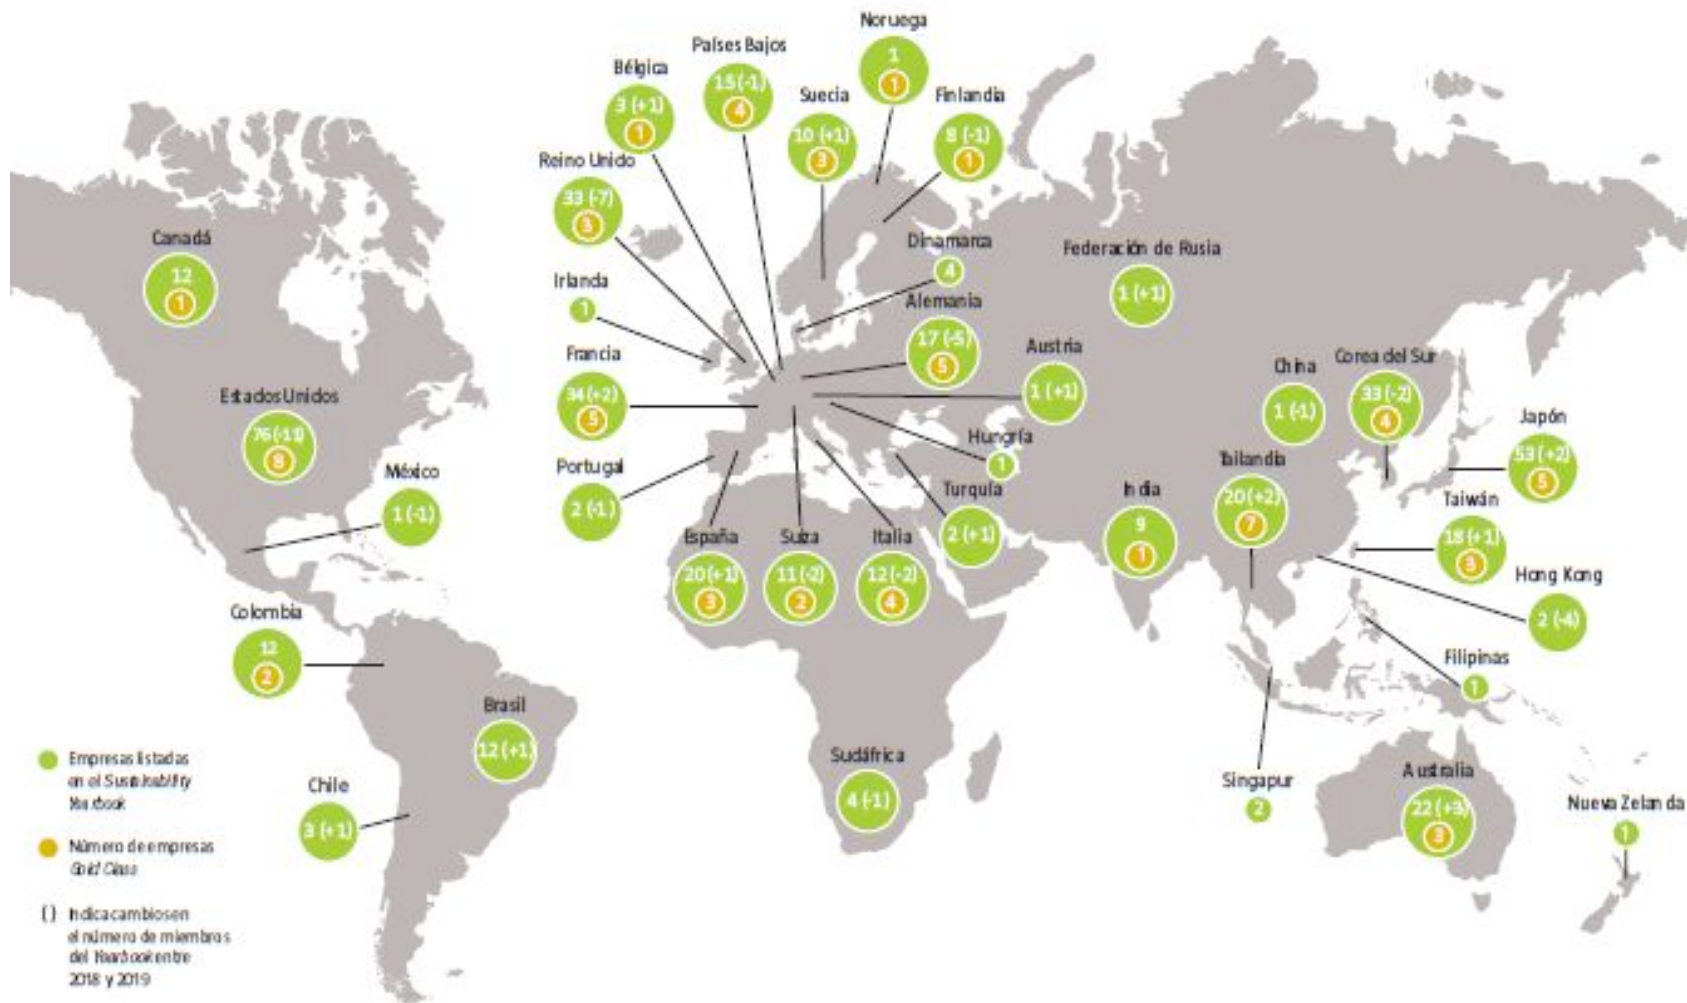 Noruega
1
1
Países Bajos
15 (-1)
4
Bélgica
3 (+1)
1
Suecia
10 (+1)
3
Finlandia
8 (-1)
1
Reino Unido
33 (-7)
3
Canadá
12
1
Dinamarca
4
Federación de Rusia
1 (+1)
Irlanda
1
Alemania
17 (-5)
5
Francia
34 (+2)
5
Austria
1 (+1)
China
1 (-1)
Corea del Sur
33 (-2)
4
Estados Unidos
76 (-11)
8
Japón
53 (+2)
5
Hungría
1
México
1 (-1)
Portugal
2 (-1)
Tailandia
20 (+2)
7
Turquía
2 (+1)
India
9
1
Taiwán
18 (+1)
3
España
20 (+1)
3
Suiza
11 (-2)
2
Italia
12 (-2)
4
Hong Kong
2 (-4)
Colombia
12
2
Filipinas
1
Brasil
12 (+1)
Sudáfrica
4 (-1)
Singapur
2
Australia
22 (+3)
3
Nueva Zelanda
1
Chile
3 (+1)
Empresas listadas
en el Sustainability
Yearbook
Número de empresas
Gold Class
( ) Indica cambios en
el número de miembros
del Yearbook entre
2018 y 2019